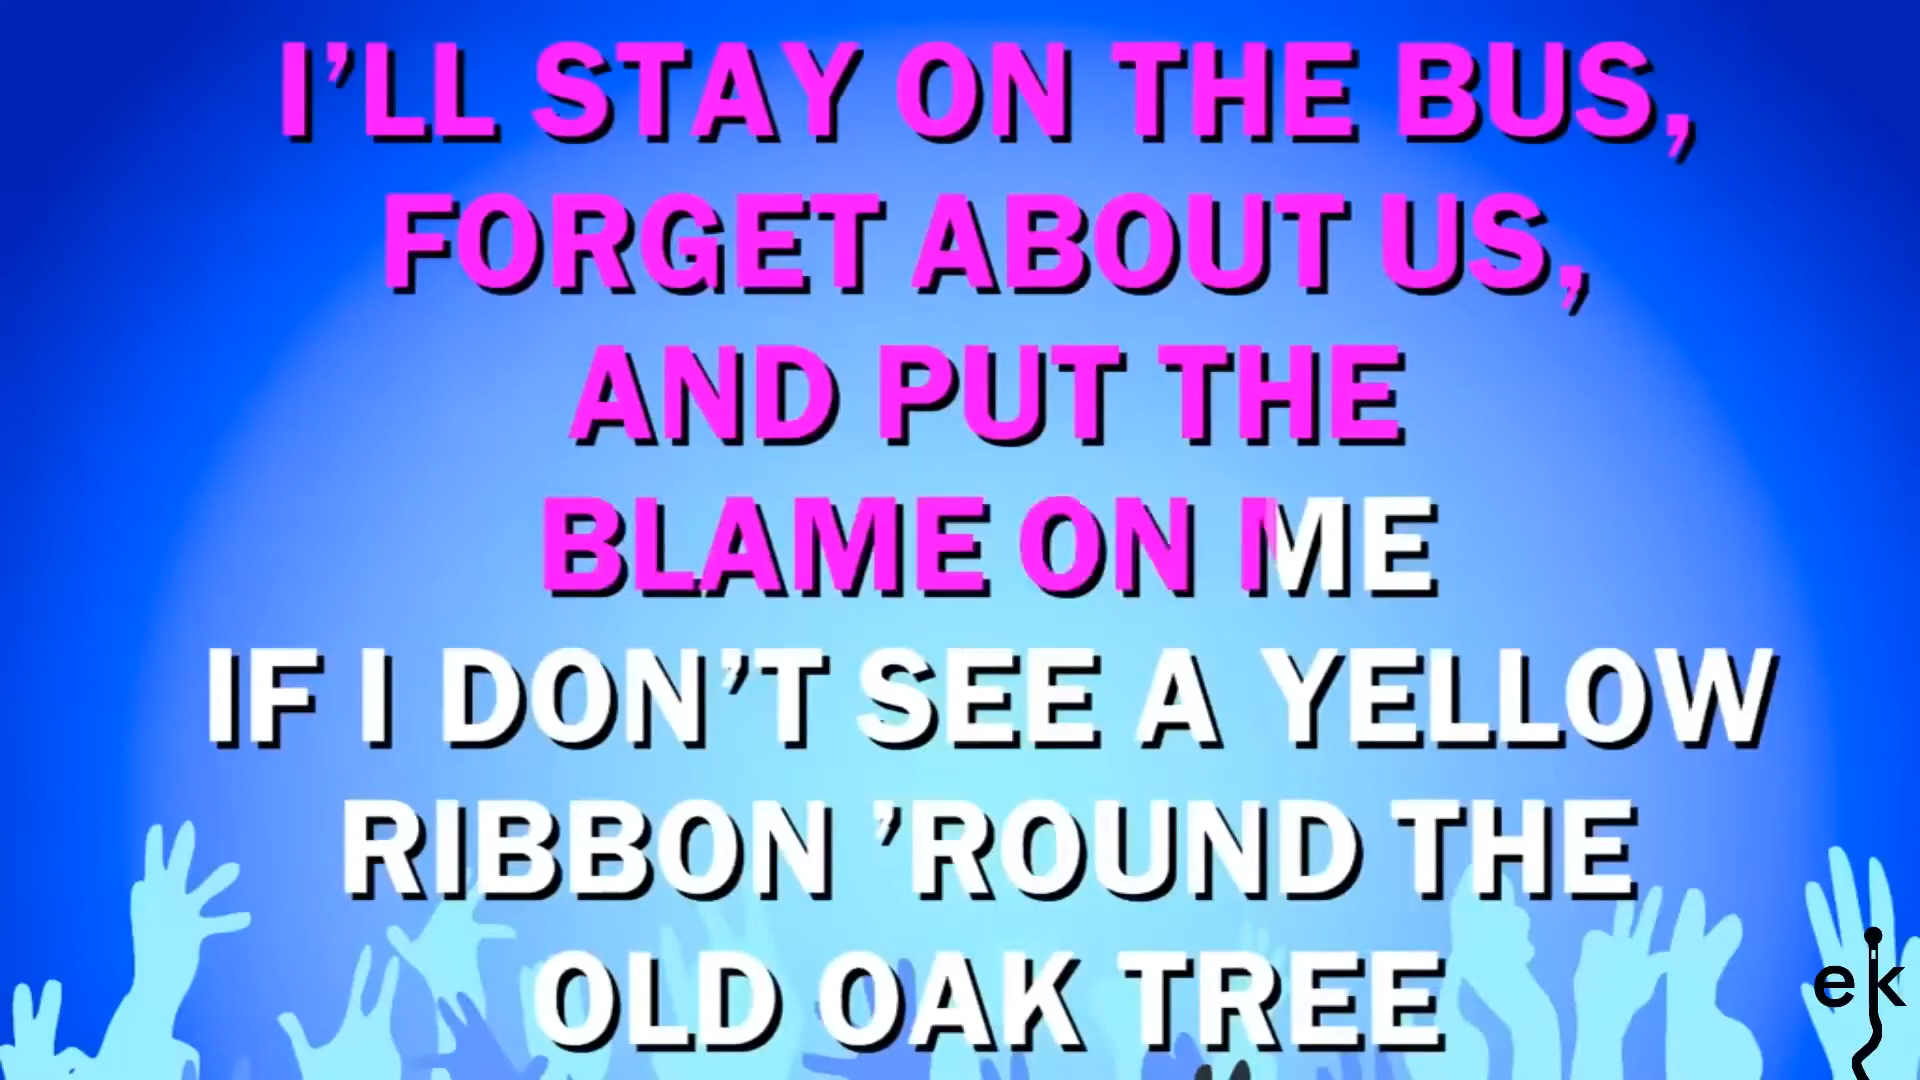 I’LL STAY ON THE BUS,
FORGET ABOUT US,
AND PUT THE
BLAME ON ME
IF I DON’T SEE A YELLOW
RIBBON ’ROUND THE
OLD OAK TREE
ek